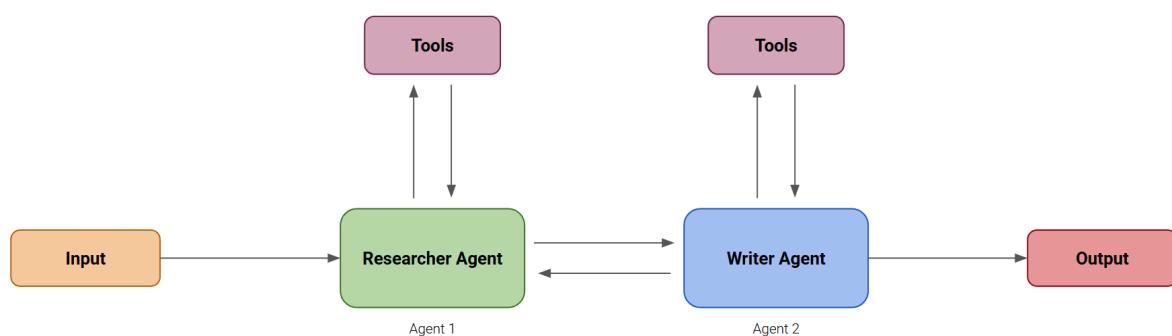 Tools
Tools
Input
Researcher Agent
Writer Agent
Output
Agent 1
Agent 2